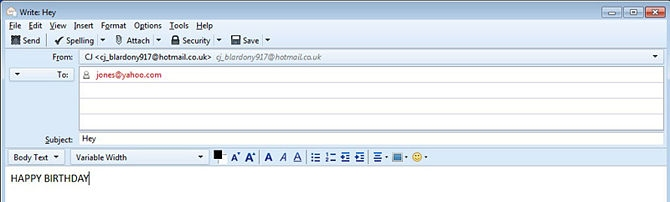 Write: Hey
File Edit View Insert Format Options Tools Help
Send Spelling Attach Security Save
From: CJ <cj_blardony917@hotmail.co.uk> cj_blardony917@hotmail.co.uk
To: jones@yahoo.com
Subject: Hey
Body Text Variable Width
HAPPY BIRTHDAY